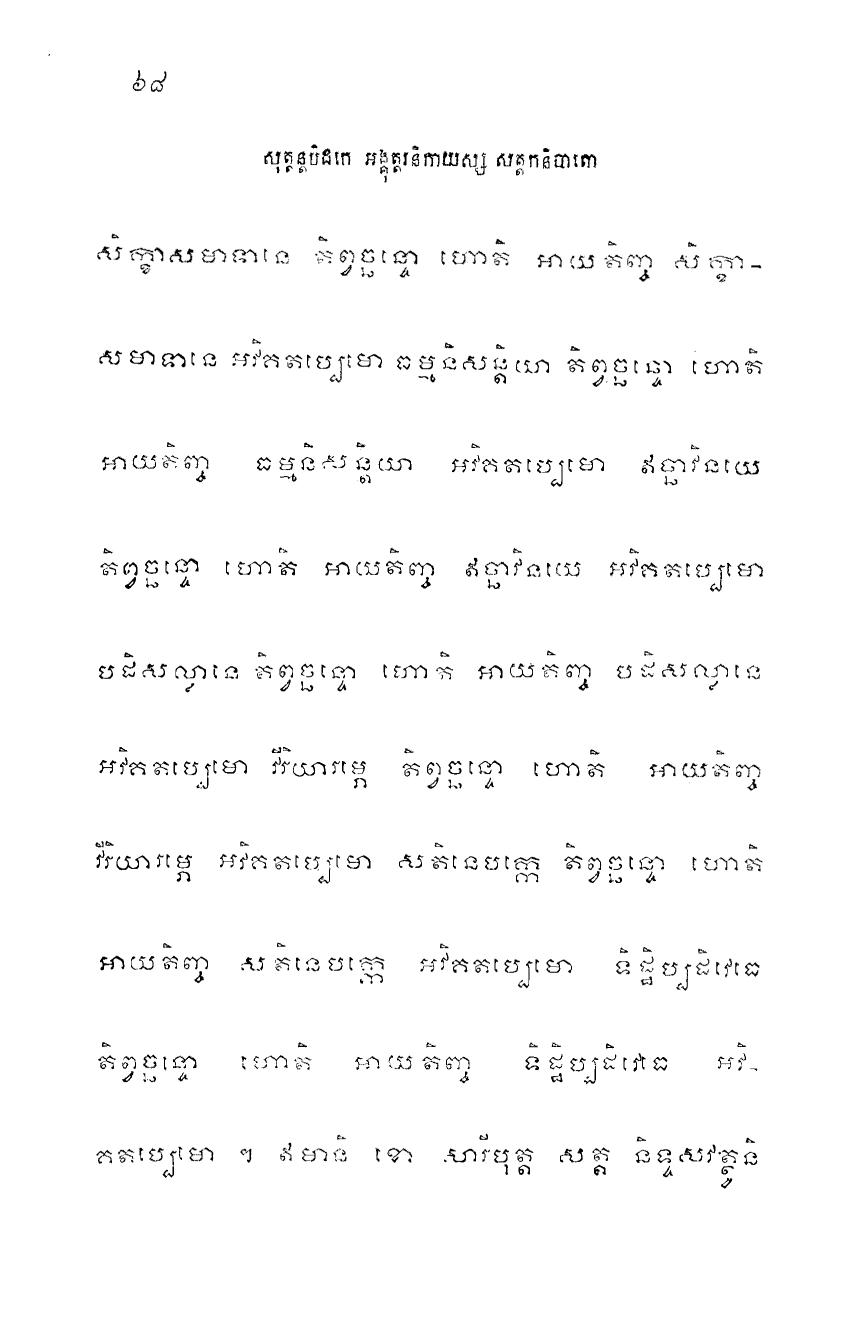 ៦៨
សុត្តន្តបិដកេ អង្គុត្តរនិកាយស្ស សត្តកនិបាតោ
សិក្ខាសមាទានេ តិព្វច្ឆន្ទោ ហោតិ អាយតិញ្ច សិក្ខា-
សមាទានេ អវិគតប្បេមោ ធម្មនិសន្តិយា តិព្វច្ឆន្ទោ ហោតិ
អាយតិញ្ច ធម្មនិសន្តិយា អវិគតប្បេមោ ឥច្ឆាវិនយេ
តិព្វច្ឆន្ទោ ហោតិ អាយតិញ្ច ឥច្ឆាវិនយេ អវិគតប្បេមោ
បដិសល្លានេ តិព្វច្ឆន្ទោ ហោតិ អាយតិញ្ច បដិសល្លានេ
អវិគតប្បេមោ វីរិយារម្ភេ តិព្វច្ឆន្ទោ ហោតិ អាយតិញ្ច
វីរិយារម្ភេ អវិគតប្បេមោ សតិនេបក្កេ តិព្វច្ឆន្ទោ ហោតិ
អាយតិញ្ច សតិនេបក្កេ អវិគតប្បេមោ ទិដ្ឋិប្បដិវេធេ
តិព្វច្ឆន្ទោ ហោតិ អាយតិញ្ច ទិដ្ឋិប្បដិវេធេ អវិ-
គតប្បេមោ ។ ឥមានិ ខោ សារីបុត្ត សត្ត និទ្ទសវត្ថូនិ